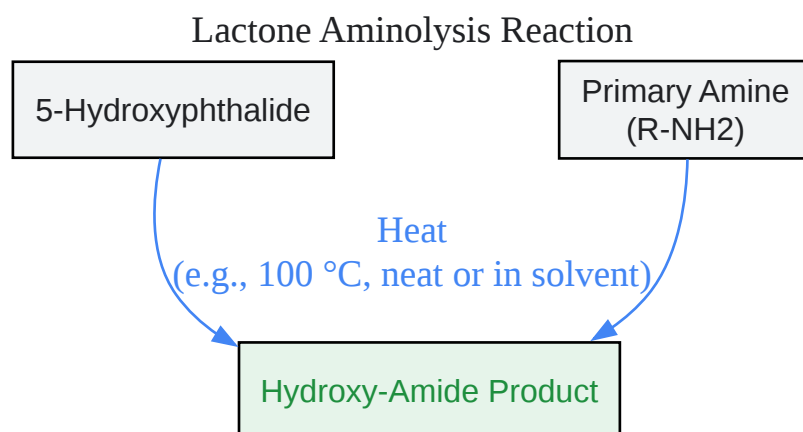 Lactone Aminolysis Reaction
5-Hydroxyphthalide
Primary Amine
(R-NH2)
Heat
(e.g., 100 °C, neat or in solvent)
Hydroxy-Amide Product